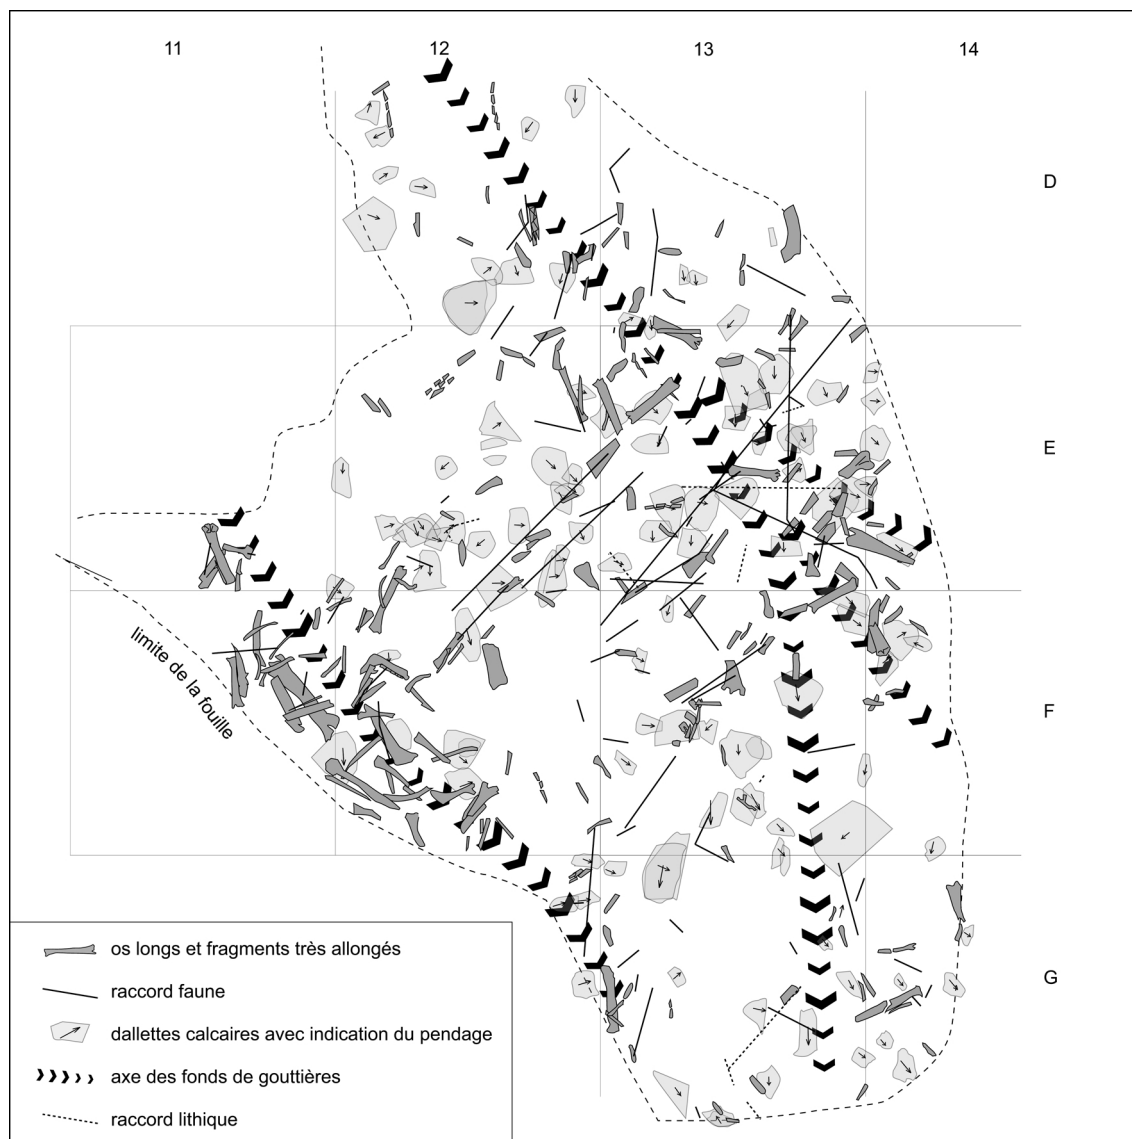 11 12 13 14
D
E
F
G
limite de la fouille
os longs et fragments très allongés
raccord faune
dallettes calcaires avec indication du pendage
axe des fonds de gouttières
raccord lithique